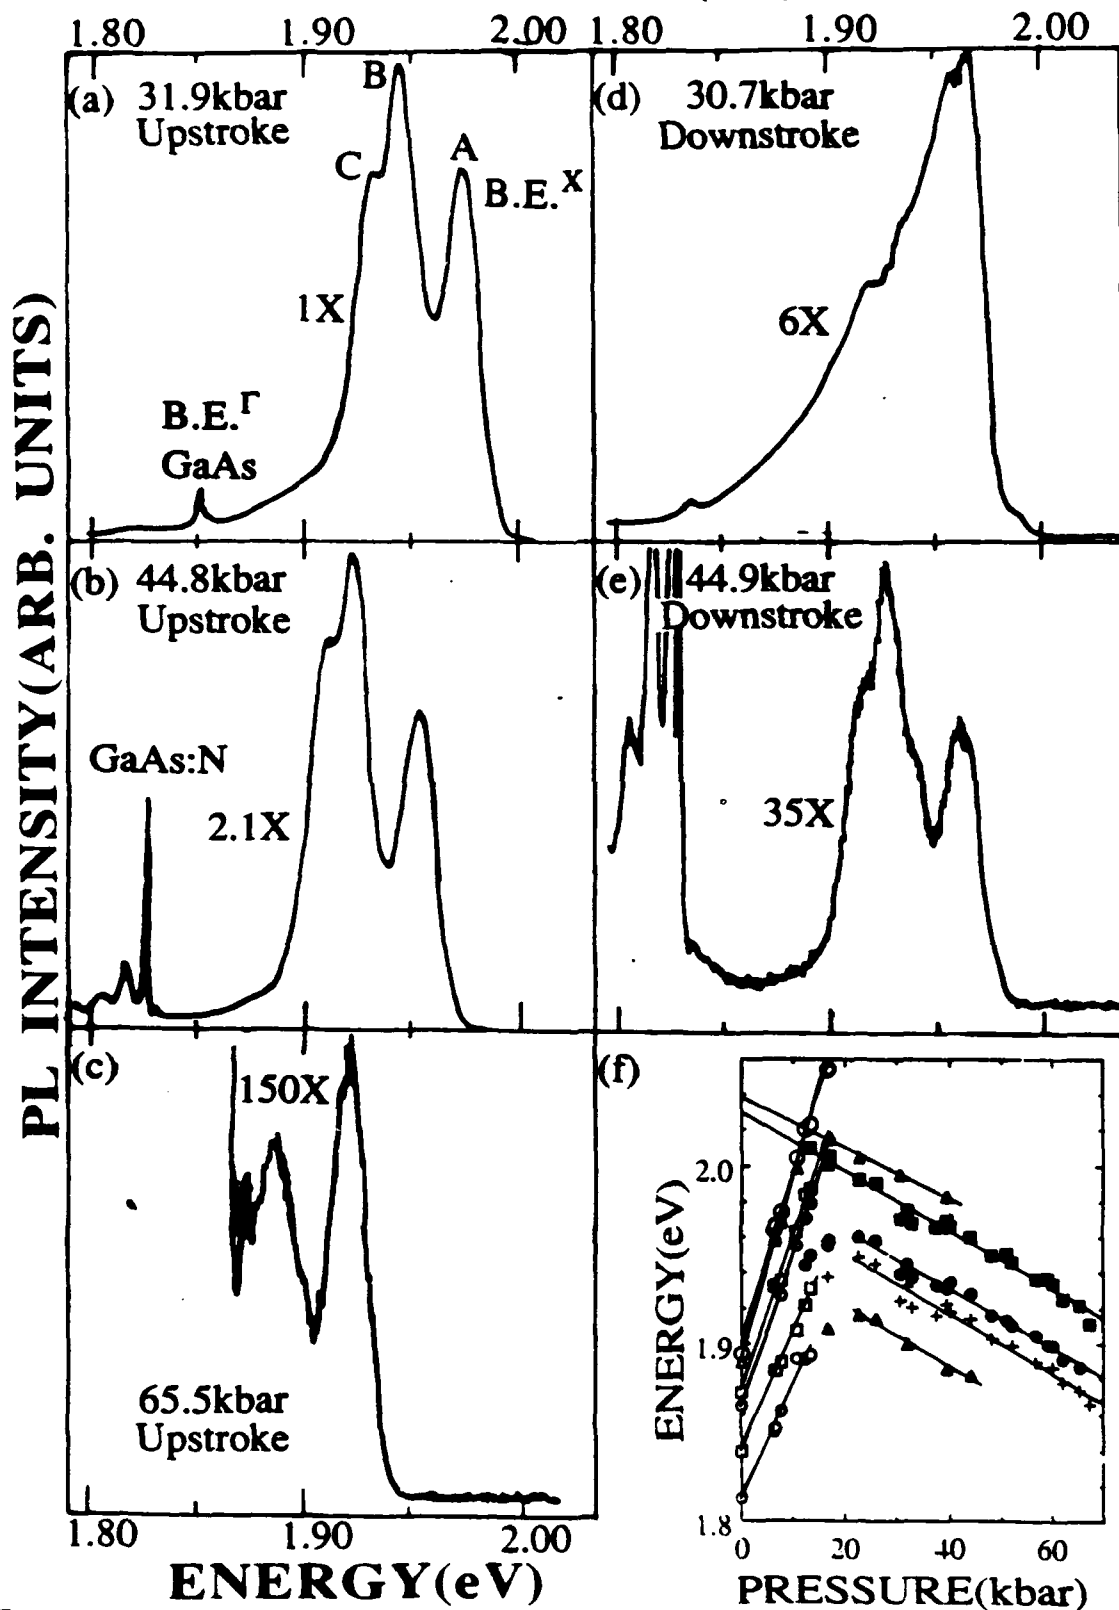 1.80 1.90 2.00 1.80 1.90 2.00
PL INTENSITY(ARB. UNITS)
(a) 31.9kbar
Upstroke
B
C
A
B.E.ˣ
1X
B.E.ᴦ
GaAs
(d) 30.7kbar
Downstroke
6X
(b) 44.8kbar
Upstroke
GaAs:N
2.1X
(e) 44.9kbar
Downstroke
35X
(c)
150X
65.5kbar
Upstroke
1.80 1.90 2.00
ENERGY(eV)
(f)
ENERGY(eV)
2.0
1.9
1.8
0 20 40 60
PRESSURE(kbar)